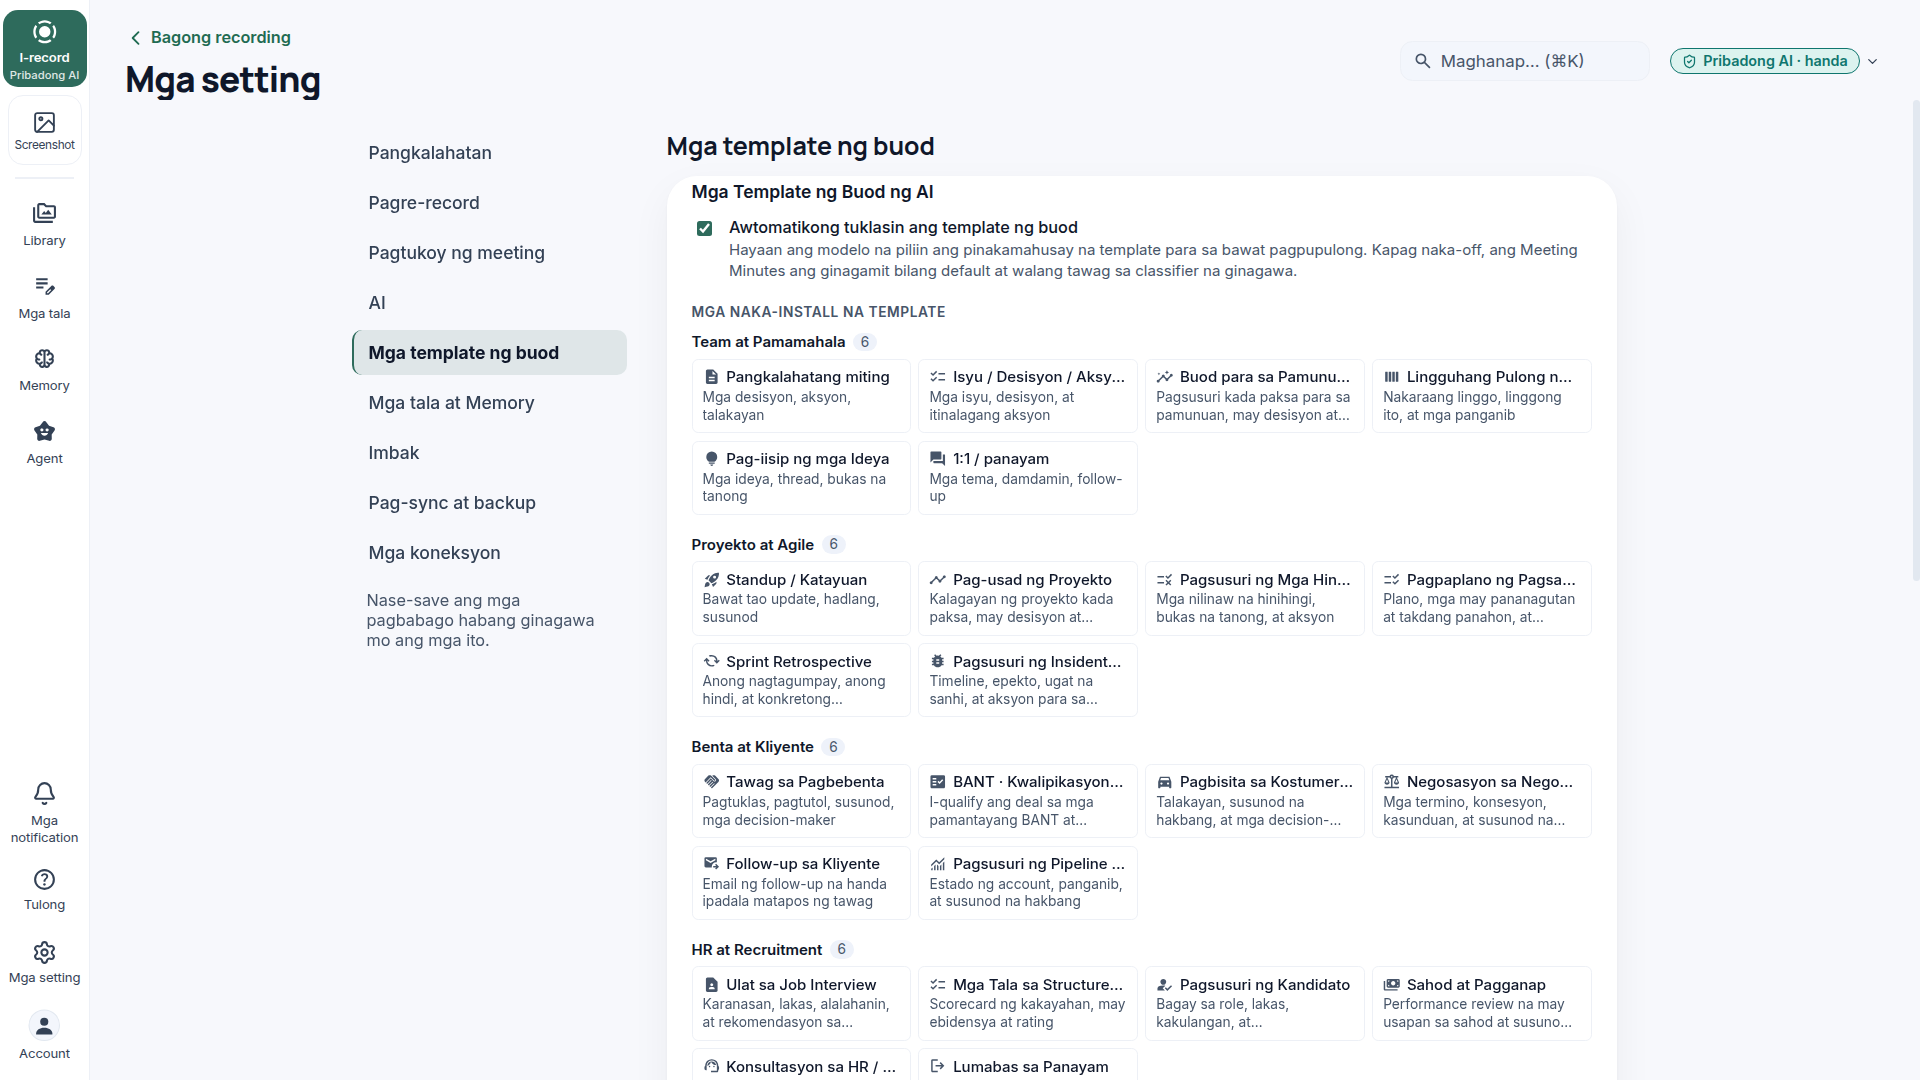 I-record
Pribadong AI
Screenshot
Library
Mga tala
Memory
Agent
Mga
notification
Tulong
Mga setting
Account
Bagong recording
Mga setting
Maghanap... (⌘K)
Pribadong AI · handa
Pangkalahatan
Pagre-record
Pagtukoy ng meeting
AI
Mga template ng buod
Mga tala at Memory
Imbak
Pag-sync at backup
Mga koneksyon
Nase-save ang mga
pagbabago habang ginagawa
mo ang mga ito.
Mga template ng buod
Mga Template ng Buod ng AI
Awtomatikong tuklasin ang template ng buod
Hayaan ang modelo na piliin ang pinakamahusay na template para sa bawat pagpupulong. Kapag naka-off, ang Meeting
Minutes ang ginagamit bilang default at walang tawag sa classifier na ginagawa.
MGA NAKA-INSTALL NA TEMPLATE
Team at Pamamahala 6
Pangkalahatang miting
Mga desisyon, aksyon,
talakayan
Isyu / Desisyon / Aksy...
Mga isyu, desisyon, at
itinalagang aksyon
Buod para sa Pamunu...
Pagsusuri kada paksa para sa
pamunuan, may desisyon at...
Lingguhang Pulong n...
Nakaraang linggo, linggong
ito, at mga panganib
Pag-iisip ng mga Ideya
Mga ideya, thread, bukas na
tanong
1:1 / panayam
Mga tema, damdamin, follow-
up
Proyekto at Agile 6
Standup / Katayuan
Bawat tao update, hadlang,
susunod
Pag-usad ng Proyekto
Kalagayan ng proyekto kada
paksa, may desisyon at...
Pagsusuri ng Mga Hin...
Mga nilinaw na hinihingi,
bukas na tanong, at aksyon
Pagpaplano ng Pagsa...
Plano, mga may pananagutan
at takdang panahon, at...
Sprint Retrospective
Anong nagtagumpay, anong
hindi, at konkretong...
Pagsusuri ng Insident...
Timeline, epekto, ugat na
sanhi, at aksyon para sa...
Benta at Kliyente 6
Tawag sa Pagbebenta
Pagtuklas, pagtutol, susunod,
mga decision-maker
BANT · Kwalipikasyon...
I-qualify ang deal sa mga
pamantayang BANT at...
Pagbisita sa Kostumer...
Talakayan, susunod na
hakbang, at mga decision-...
Negosasyon sa Nego...
Mga termino, konsesyon,
kasunduan, at susunod na...
Follow-up sa Kliyente
Email ng follow-up na handa
ipadala matapos ng tawag
Pagsusuri ng Pipeline ...
Estado ng account, panganib,
at susunod na hakbang
HR at Recruitment 6
Ulat sa Job Interview
Karanasan, lakas, alalahanin,
at rekomendasyon sa...
Mga Tala sa Structure...
Scorecard ng kakayahan, may
ebidensya at rating
Pagsusuri ng Kandidato
Bagay sa role, lakas,
kakulangan, at...
Sahod at Pagganap
Performance review na may
usapan sa sahod at susuno...
Konsultasyon sa HR / ...
Lumabas sa Panayam